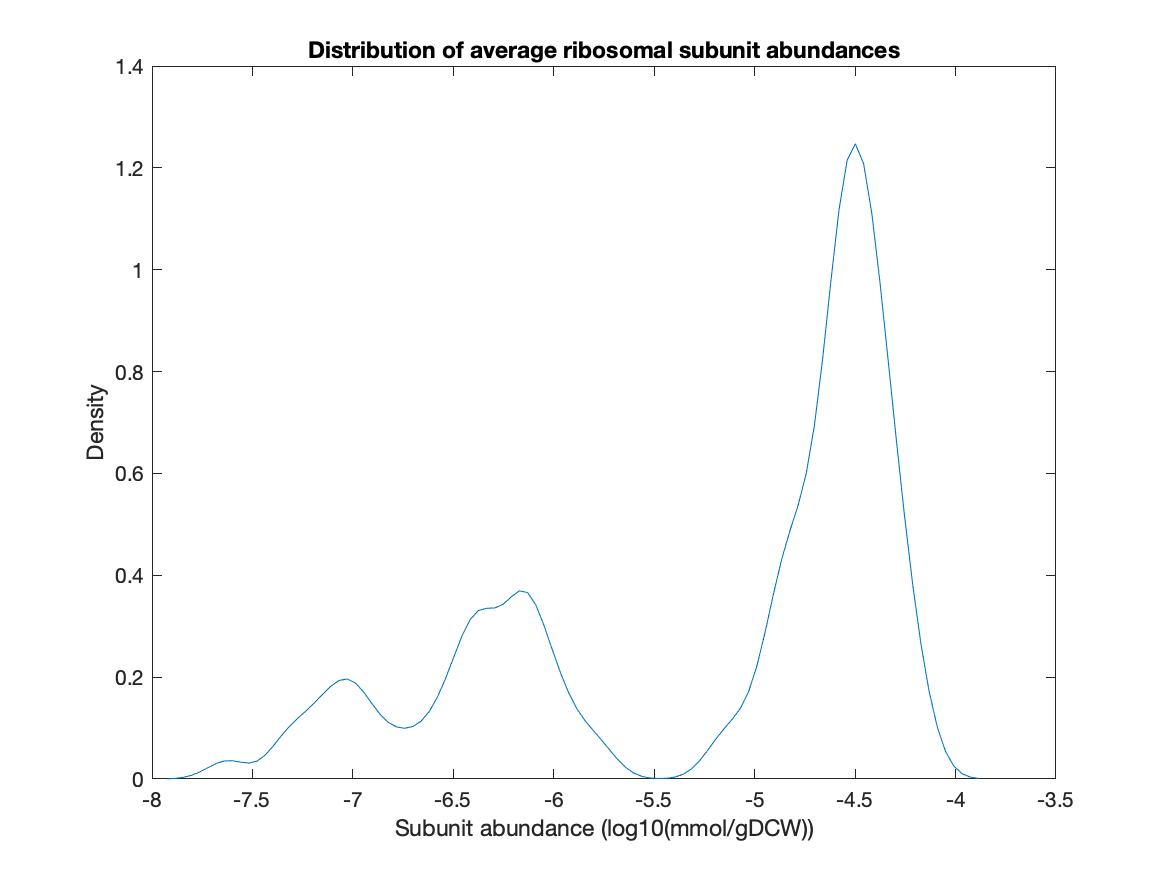 Distribution of average ribosomal subunit abundances
1.4
1.2
1
0.8
0.6
0.4
0.2
0
Density
-8 -7.5 -7 -6.5 -6 -5.5 -5 -4.5 -4 -3.5
Subunit abundance (log10(mmol/gDCW))